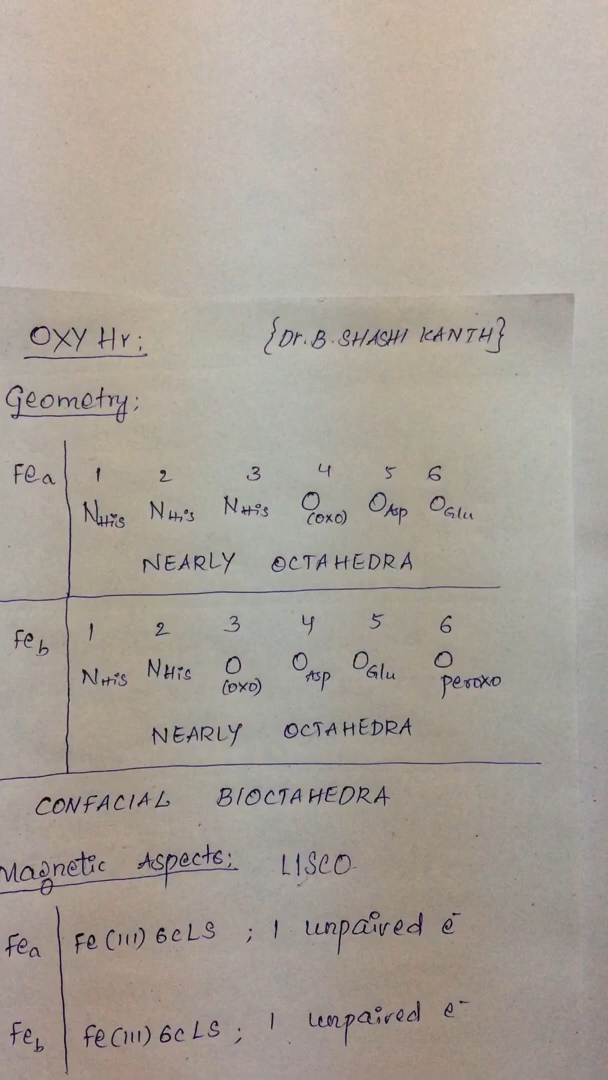 OXY Hr: {Dr. B. SHASHI KANTH}
Geometry:
Fea 1 2 3 4 5 6
NHis NHis NHis O(oxo) OAsp OGlu
NEARLY OCTAHEDRA
Feb 1 2 3 4 5 6
NHis NHis O(oxo) OAsp OGlu Operoxo
NEARLY OCTAHEDRA
CONFACIAL BIOCTAHEDRA
Magnetic Aspects: LISCO
Fea Fe(III) 6c LS ; 1 unpaired e⁻
Feb Fe(III) 6c LS ; 1 unpaired e⁻